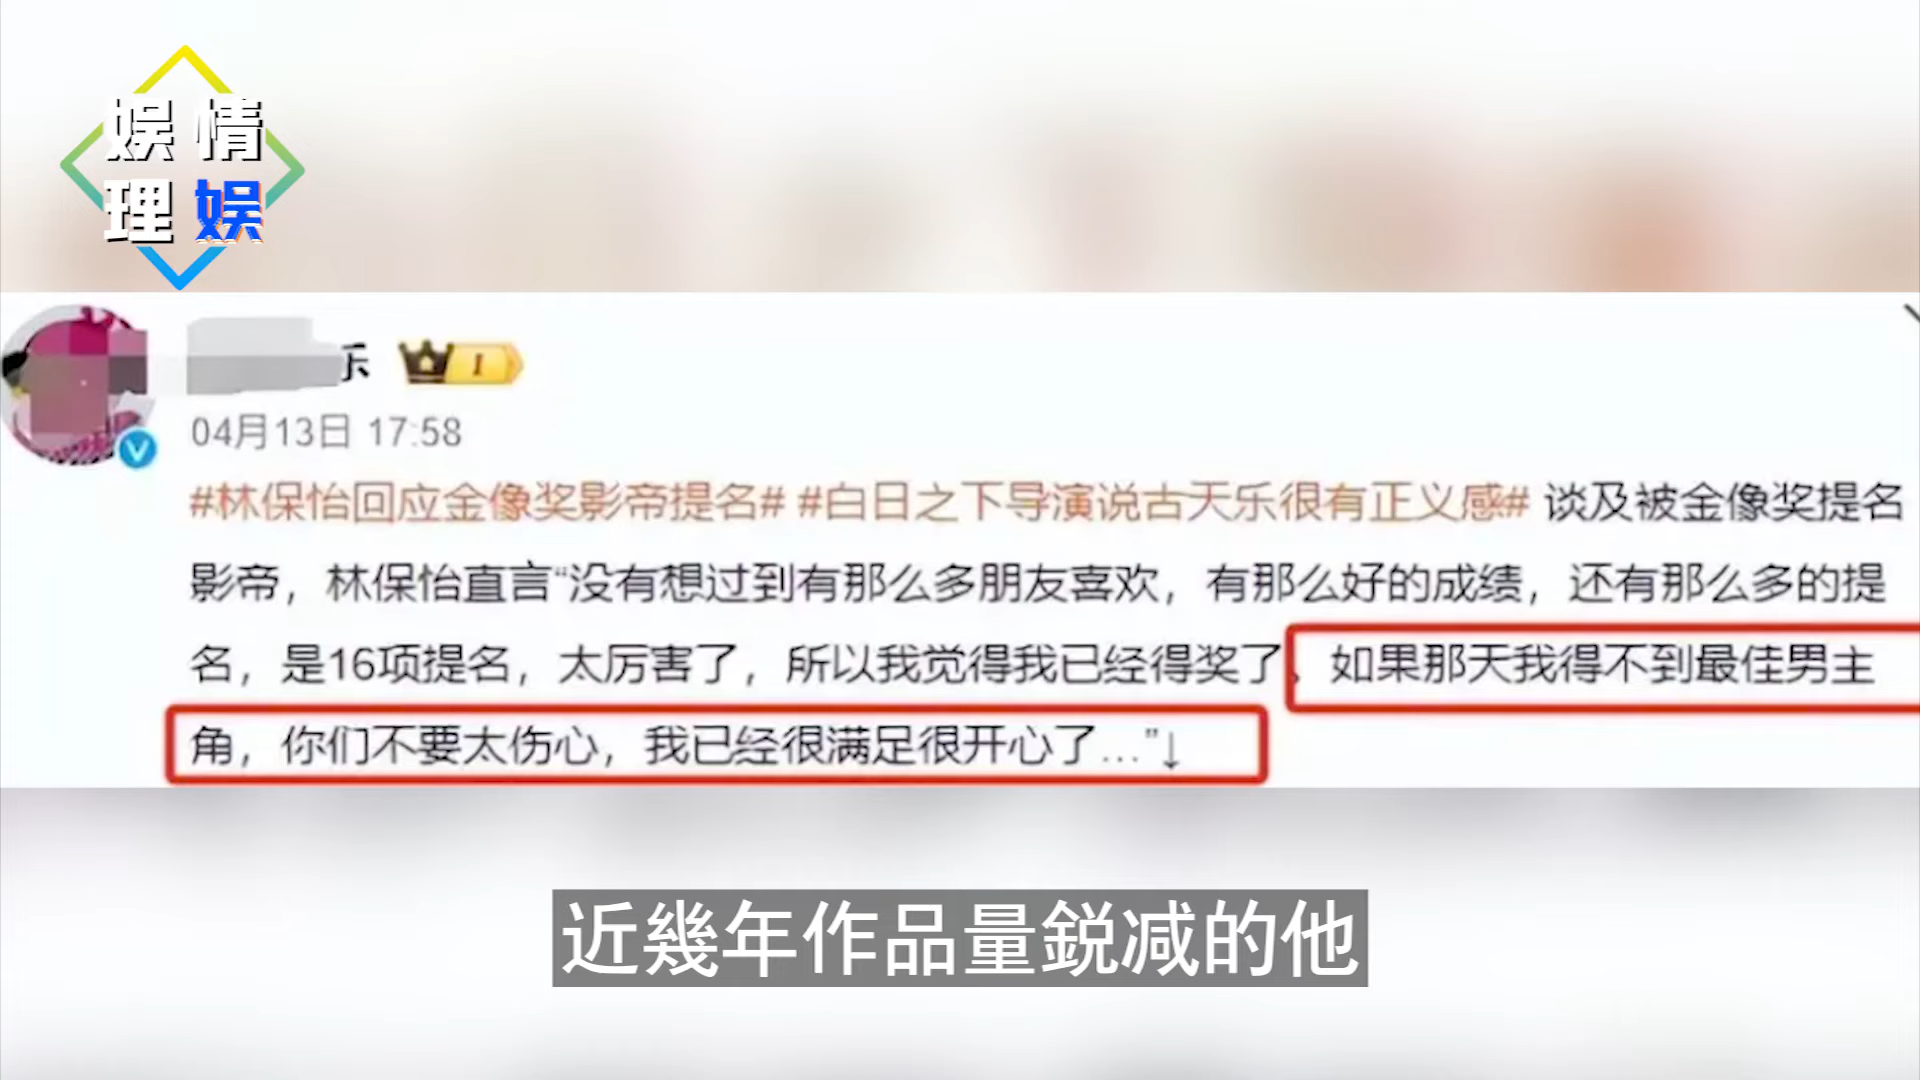 娱情
理娱
乐
I
04月13日 17:58
#林保怡回应金像奖影帝提名# #白日之下导演说古天乐很有正义感# 谈及被金像奖提名
影帝，林保怡直言“没有想过到有那么多朋友喜欢，有那么好的成绩，还有那么多的提
名，是16项提名，太厉害了，所以我觉得我已经得奖了，如果那天我得不到最佳男主
角，你们不要太伤心，我已经很满足很开心了...”↓
近幾年作品量鋭减的他